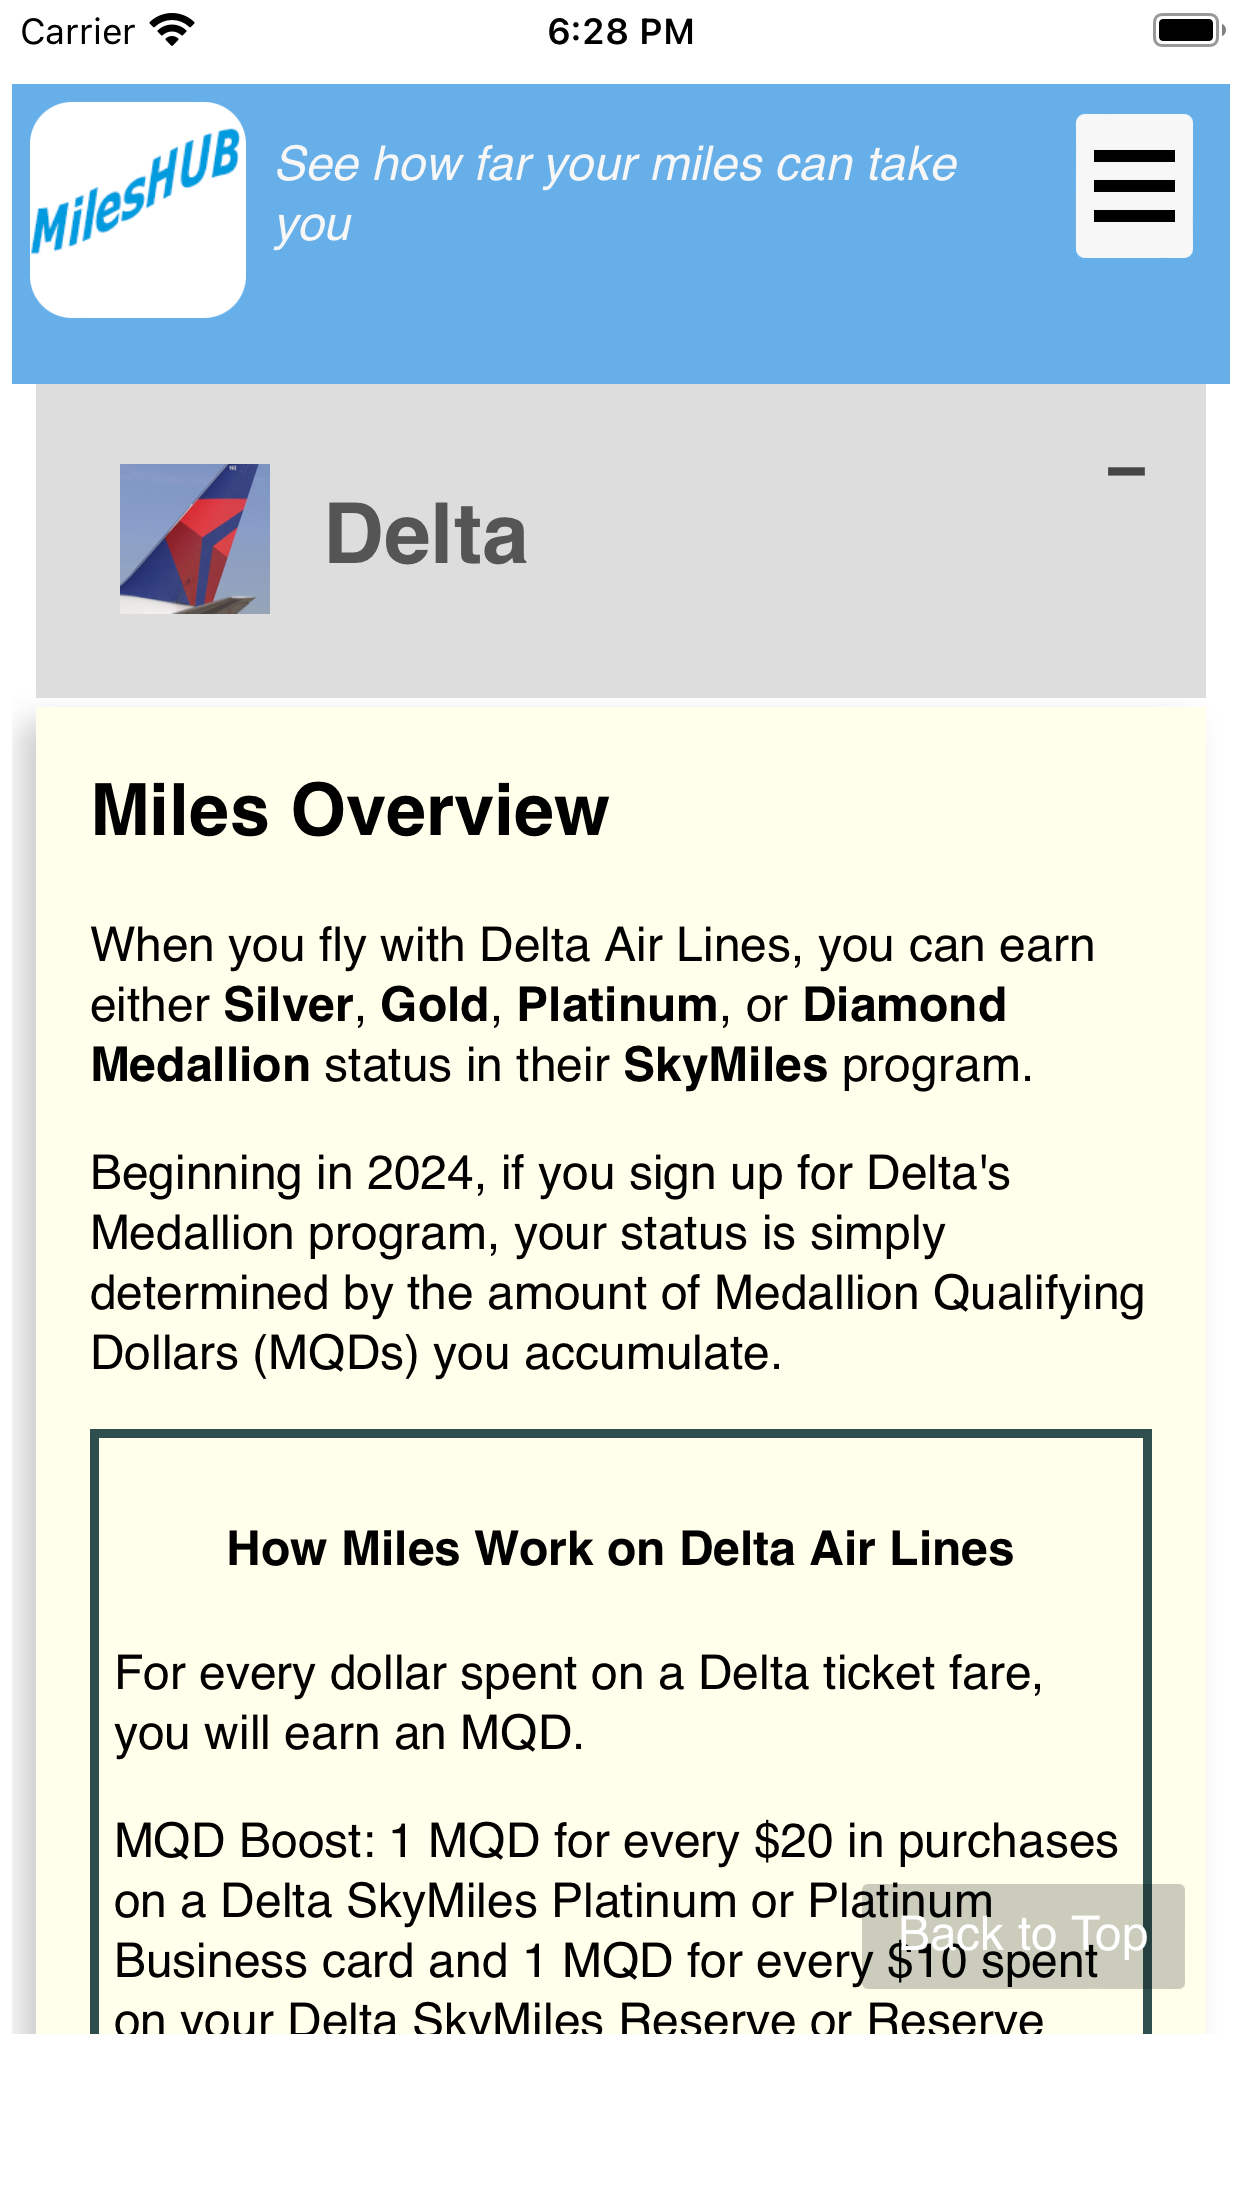 Carrier
6:28 PM
MilesHUB
See how far your miles can take
you
Delta
Miles Overview
When you fly with Delta Air Lines, you can earn
either Silver, Gold, Platinum, or Diamond
Medallion status in their SkyMiles program.
Beginning in 2024, if you sign up for Delta's
Medallion program, your status is simply
determined by the amount of Medallion Qualifying
Dollars (MQDs) you accumulate.
How Miles Work on Delta Air Lines
For every dollar spent on a Delta ticket fare,
you will earn an MQD.
MQD Boost: 1 MQD for every $20 in purchases
on a Delta SkyMiles Platinum or Platinum
Back to Top
Business card and 1 MQD for every $10 spent
on your Delta SkyMiles Reserve or Reserve